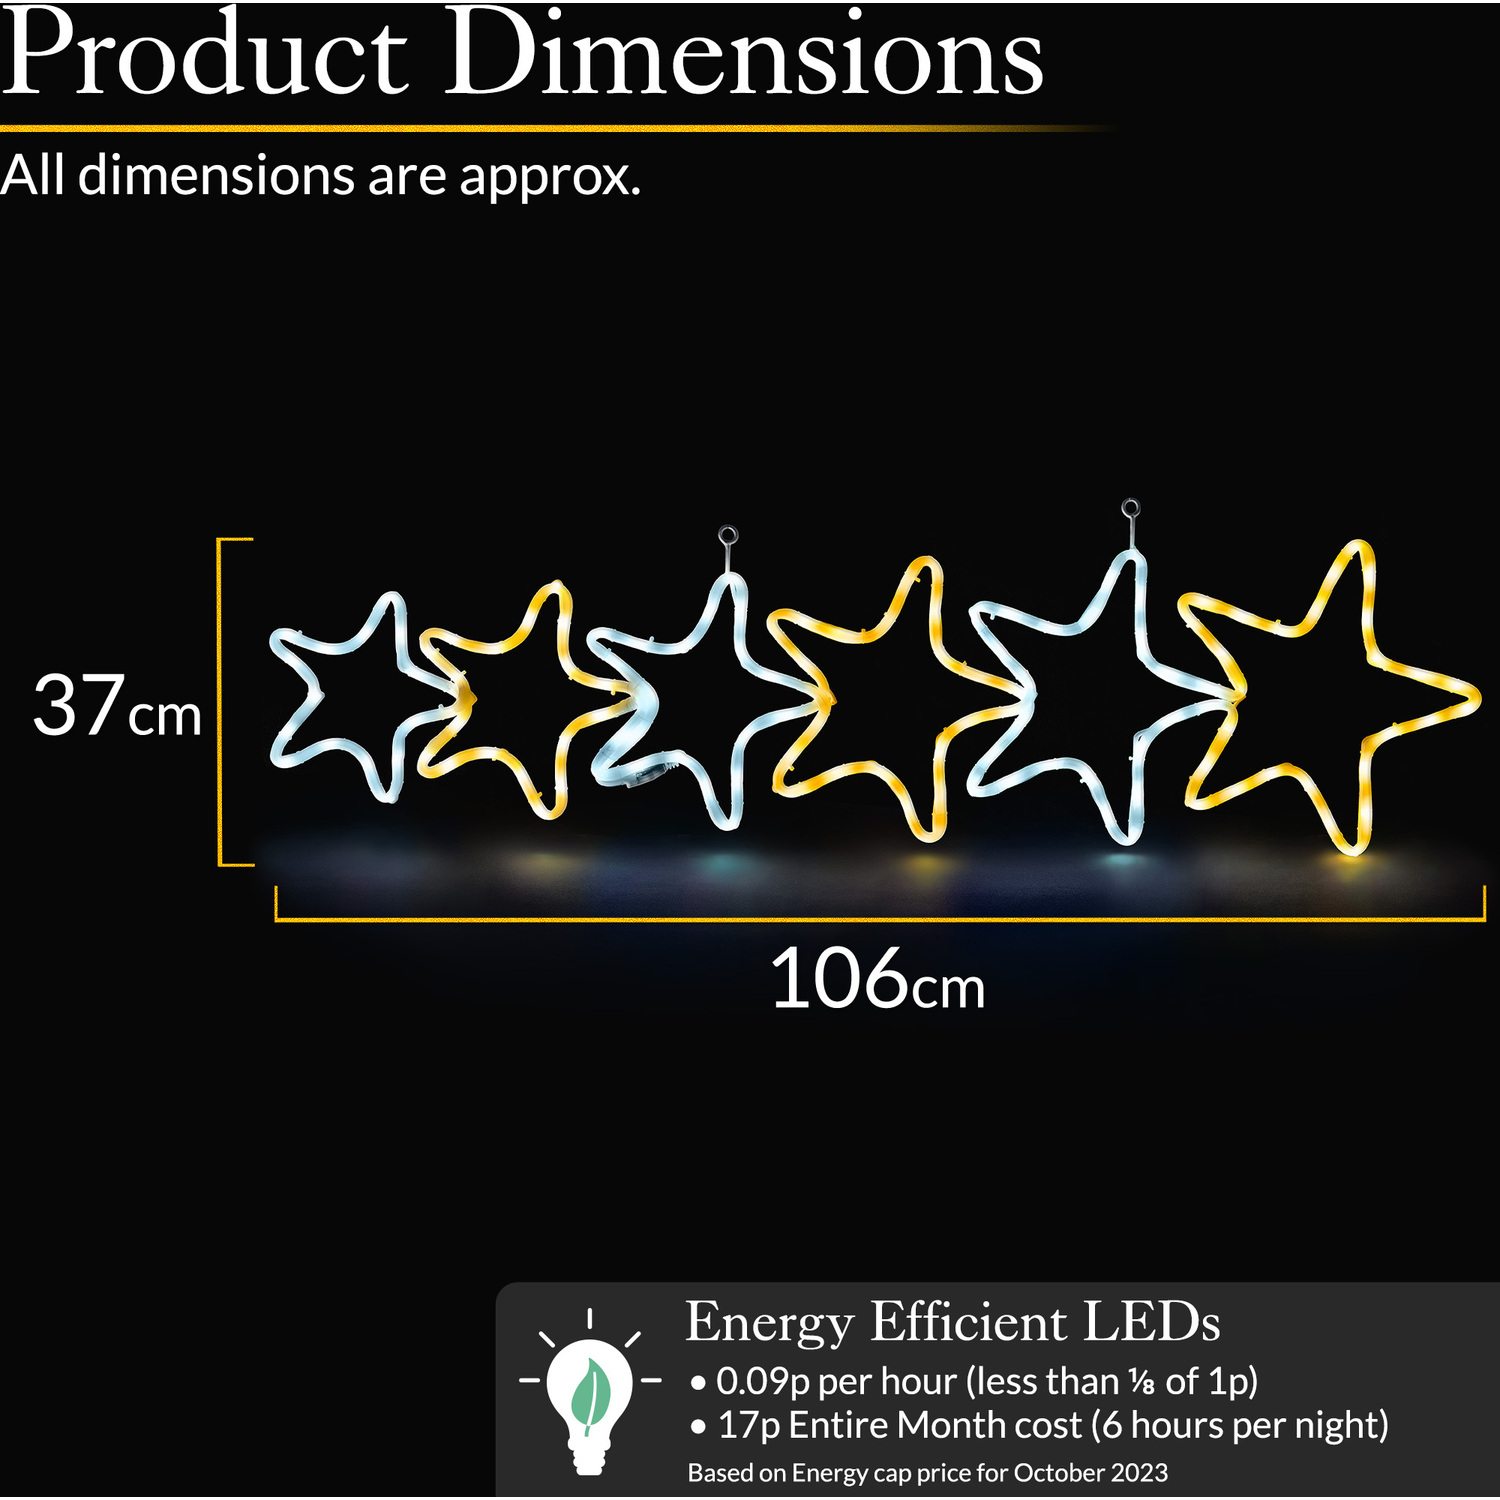 Product Dimensions
All dimensions are approx.
37cm
106cm
Energy Efficient LEDs
• 0.09p per hour (less than ⅛ of 1p)
• 17p Entire Month cost (6 hours per night)
Based on Energy cap price for October 2023